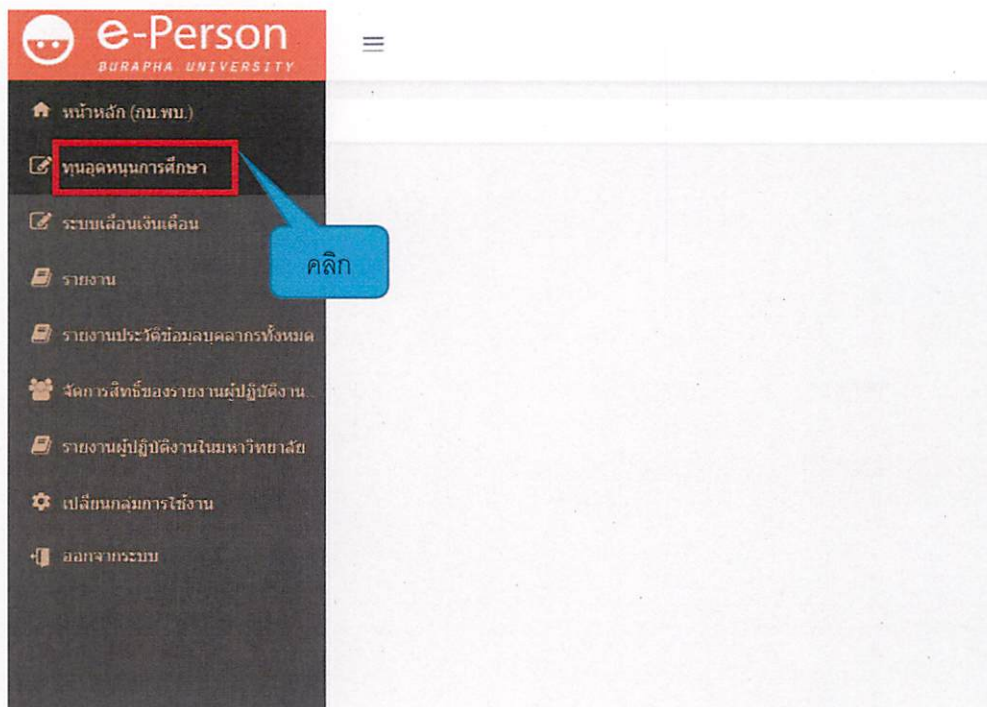 e-Person
BURAPHA UNIVERSITY
หน้าหลัก (กบ.พบ.)
ทุนอุดหนุนการศึกษา
ระบบเลื่อนเงินเดือน
คลิก
รายงาน
รายงานประวัติข้อมูลบุคลากรทั้งหมด
จัดการสิทธิ์ของรายงานผู้ปฏิบัติงาน..
รายงานผู้ปฏิบัติงานในมหาวิทยาลัย
เปลี่ยนกลุ่มการใช้งาน
ออกจากระบบ